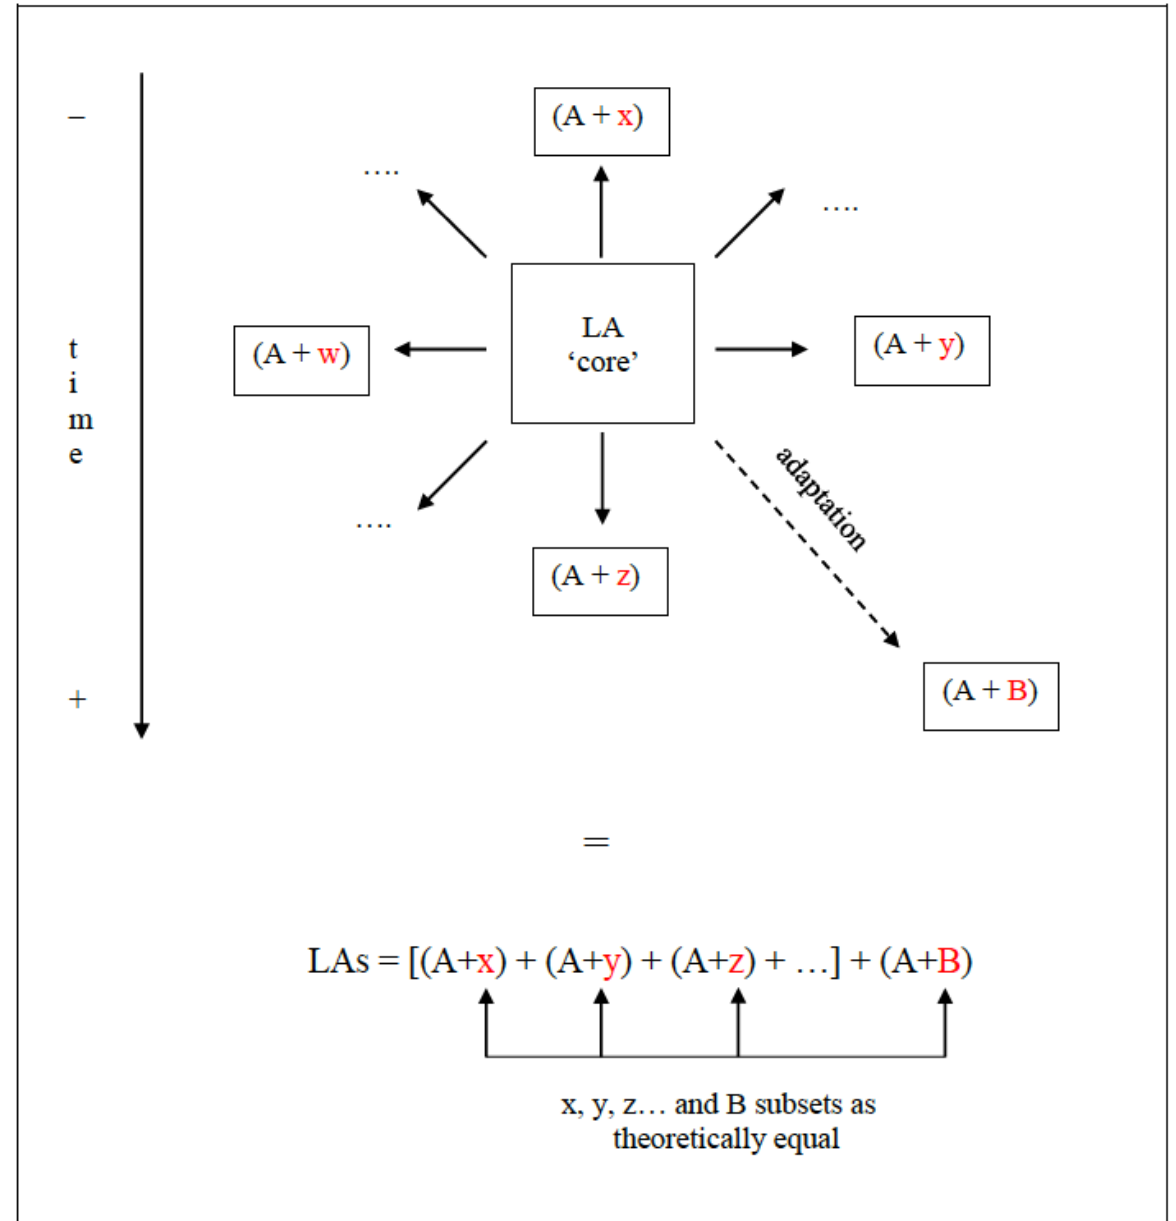 –
(A + x)
….
….
LA
‘core’
(A + w)
(A + y)
t
i
m
e
adaptation
….
(A + z)
(A + B)
+
=
LAs = [(A+x) + (A+y) + (A+z) + …] + (A+B)
x, y, z… and B subsets as
theoretically equal